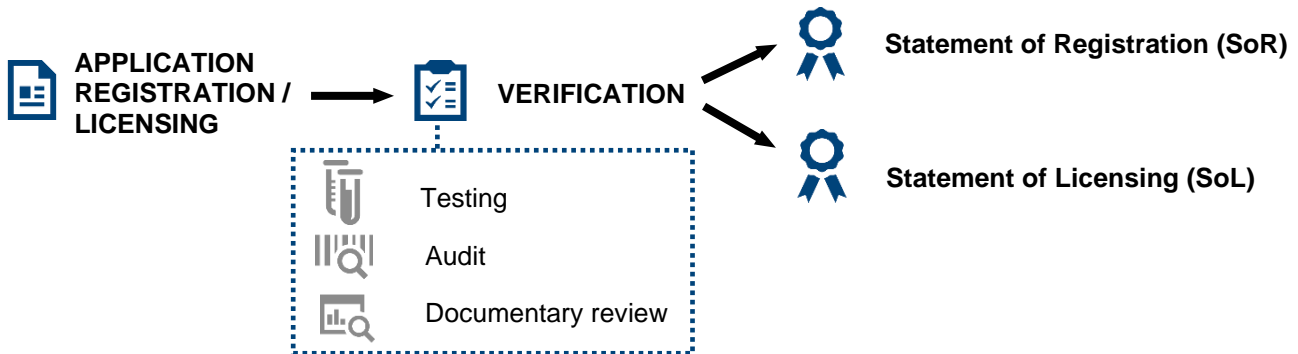 APPLICATION
REGISTRATION /
LICENSING
VERIFICATION
Testing
Audit
Documentary review
Statement of Registration (SoR)
Statement of Licensing (SoL)